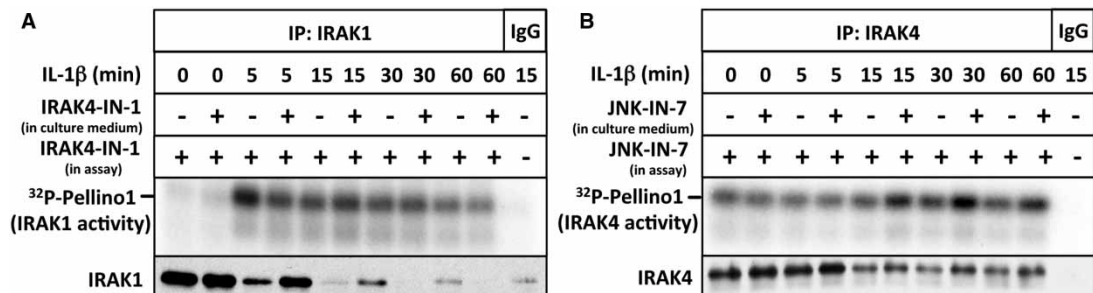 A
IP: IRAK1 IgG
IL-1β (min) 0 0 5 5 15 15 30 30 60 60 15
IRAK4-IN-1 - + - + - + - + - + -
(in culture medium)
IRAK4-IN-1 + + + + + + + + + + -
(in assay)
³²P-Pellino1
(IRAK1 activity)
IRAK1
B
IP: IRAK4 IgG
IL-1β (min) 0 0 5 5 15 15 30 30 60 60 15
JNK-IN-7 - + - + - + - + - + -
(in culture medium)
JNK-IN-7 + + + + + + + + + + -
(in assay)
³²P-Pellino1
(IRAK4 activity)
IRAK4